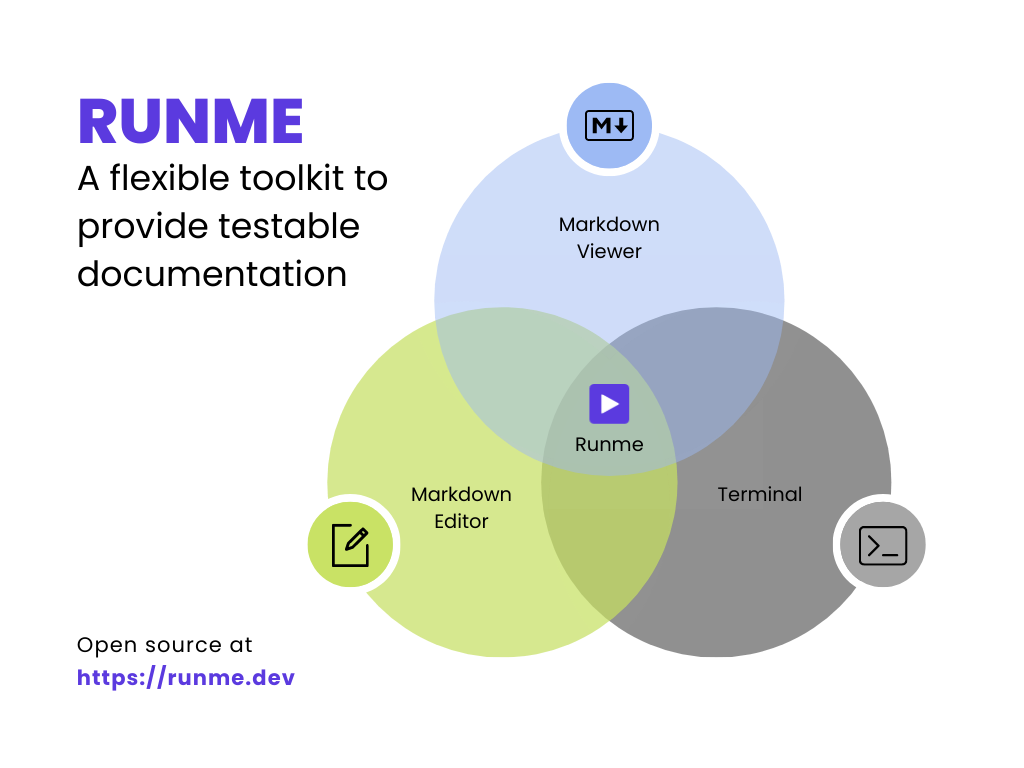 RUNME
A flexible toolkit to
provide testable
documentation
M
Markdown
Viewer
Runme
Markdown
Editor
Terminal
Open source at
https://runme.dev